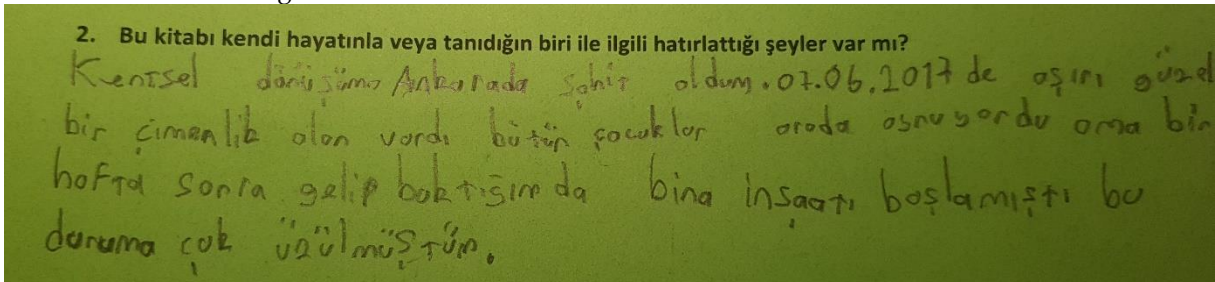 2. Bu kitabı kendi hayatınla veya tanıdığın biri ile ilgili hatırlattığı şeyler var mı?
Kentsel dönüşümo Ankarada şahit oldum. 07.06.2017 de aşırı güzel
bir çimenlik alan vardı bütün çocuklar orada oynuyordu ama bir
hafta sonra gelip baktığımda bina inşaatı başlamıştı bu
duruma çok üzülmüştüm.